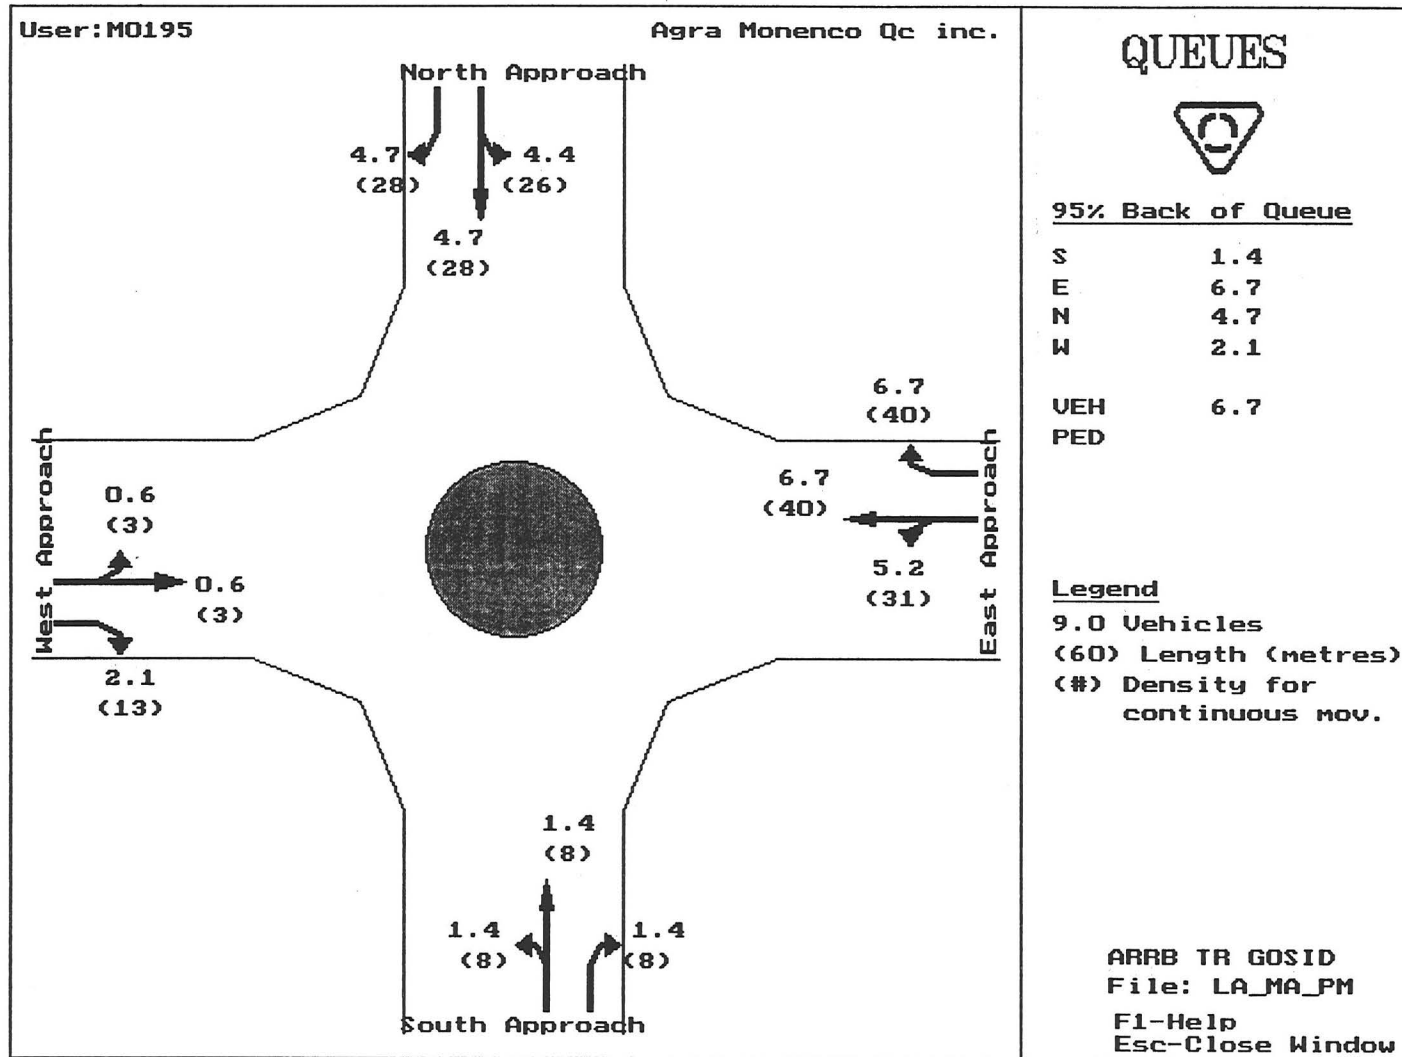 User:MO195
Agra Monenco Qc inc.
North Approach
4.7
(28)
4.4
(26)
4.7
(28)
6.7
(40)
6.7
(40)
5.2
(31)
East Approach
West Approach
0.6
(3)
0.6
(3)
2.1
(13)
1.4
(8)
1.4
(8)
1.4
(8)
South Approach
QUEUES
95% Back of Queue
S 1.4
E 6.7
N 4.7
W 2.1
VEH 6.7
PED
Legend
9.0 Vehicles
(60) Length (metres)
(#) Density for
continuous mov.
ARRB TR GOSID
File: LA_MA_PM
F1-Help
Esc-Close Window